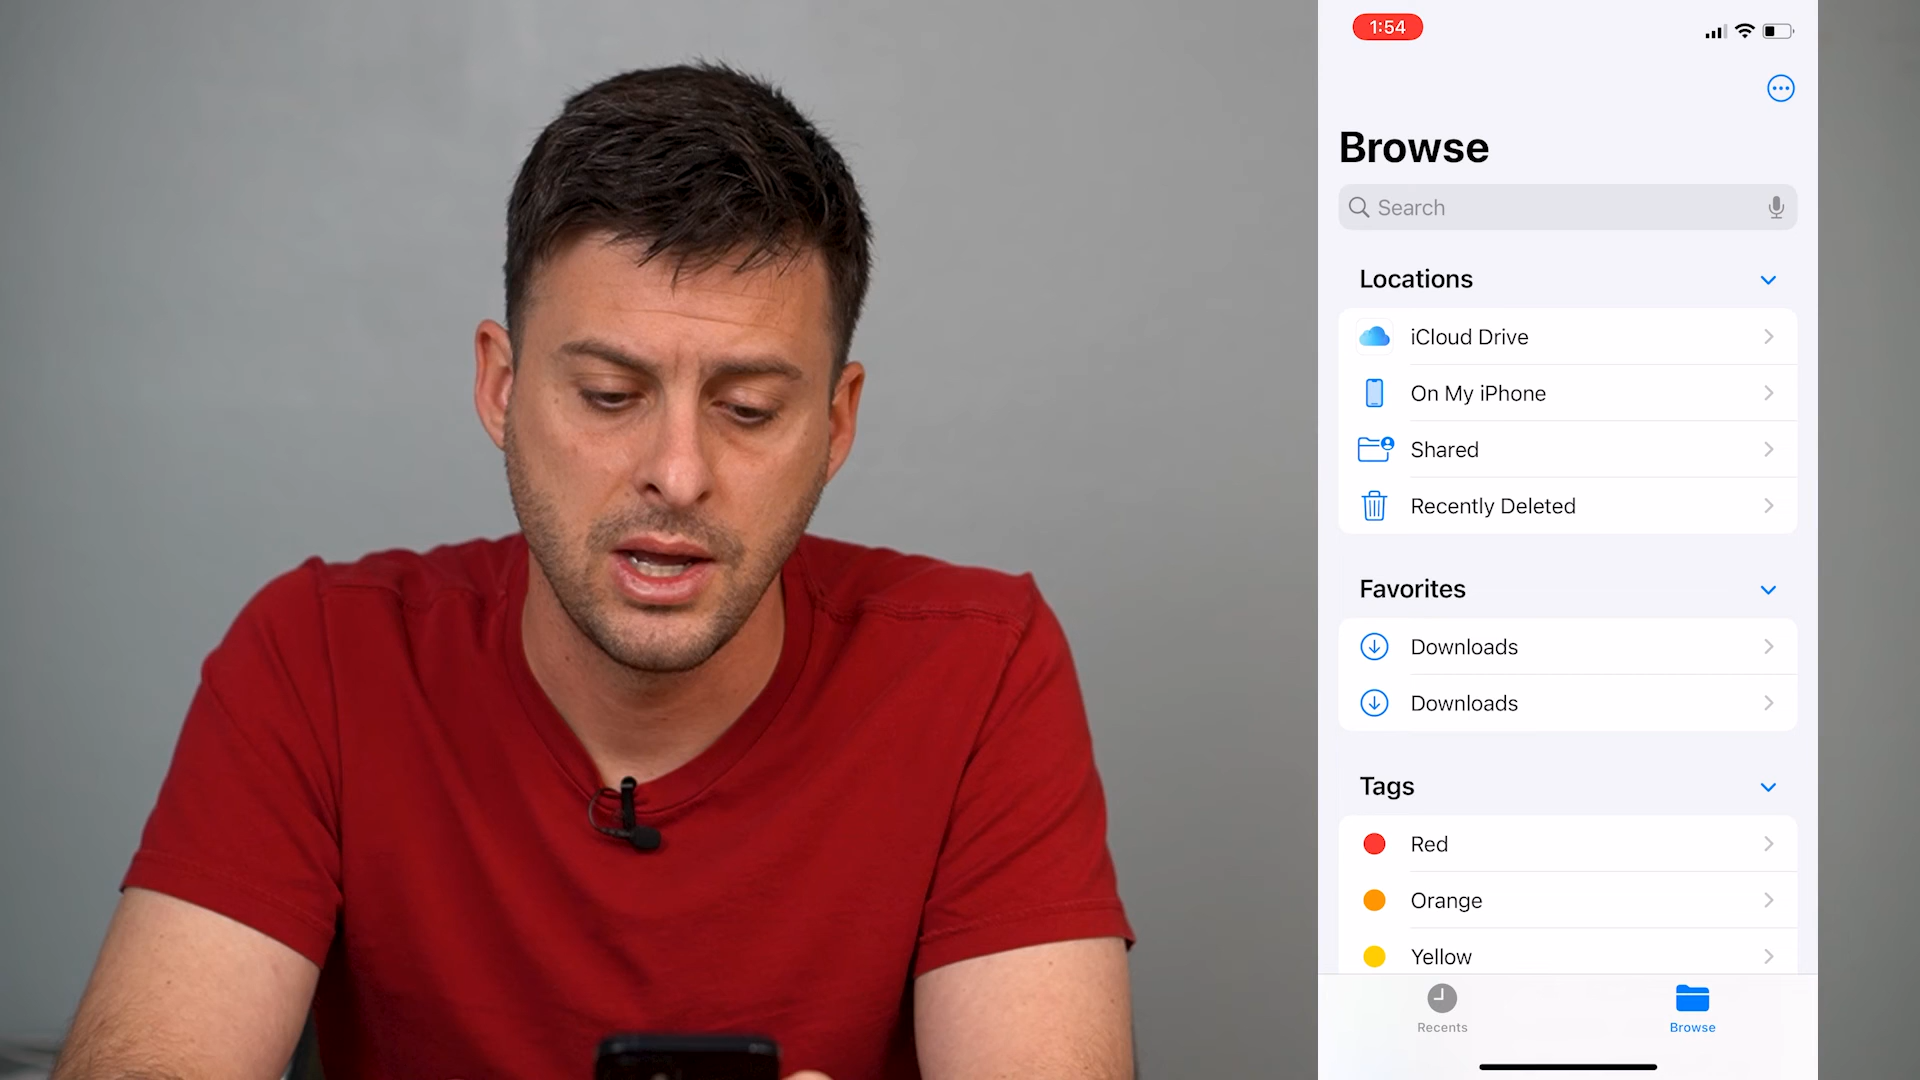 1:54
Browse
Search
Locations
iCloud Drive
On My iPhone
Shared
Recently Deleted
Favorites
Downloads
Downloads
Tags
Red
Orange
Yellow
Recents
Browse